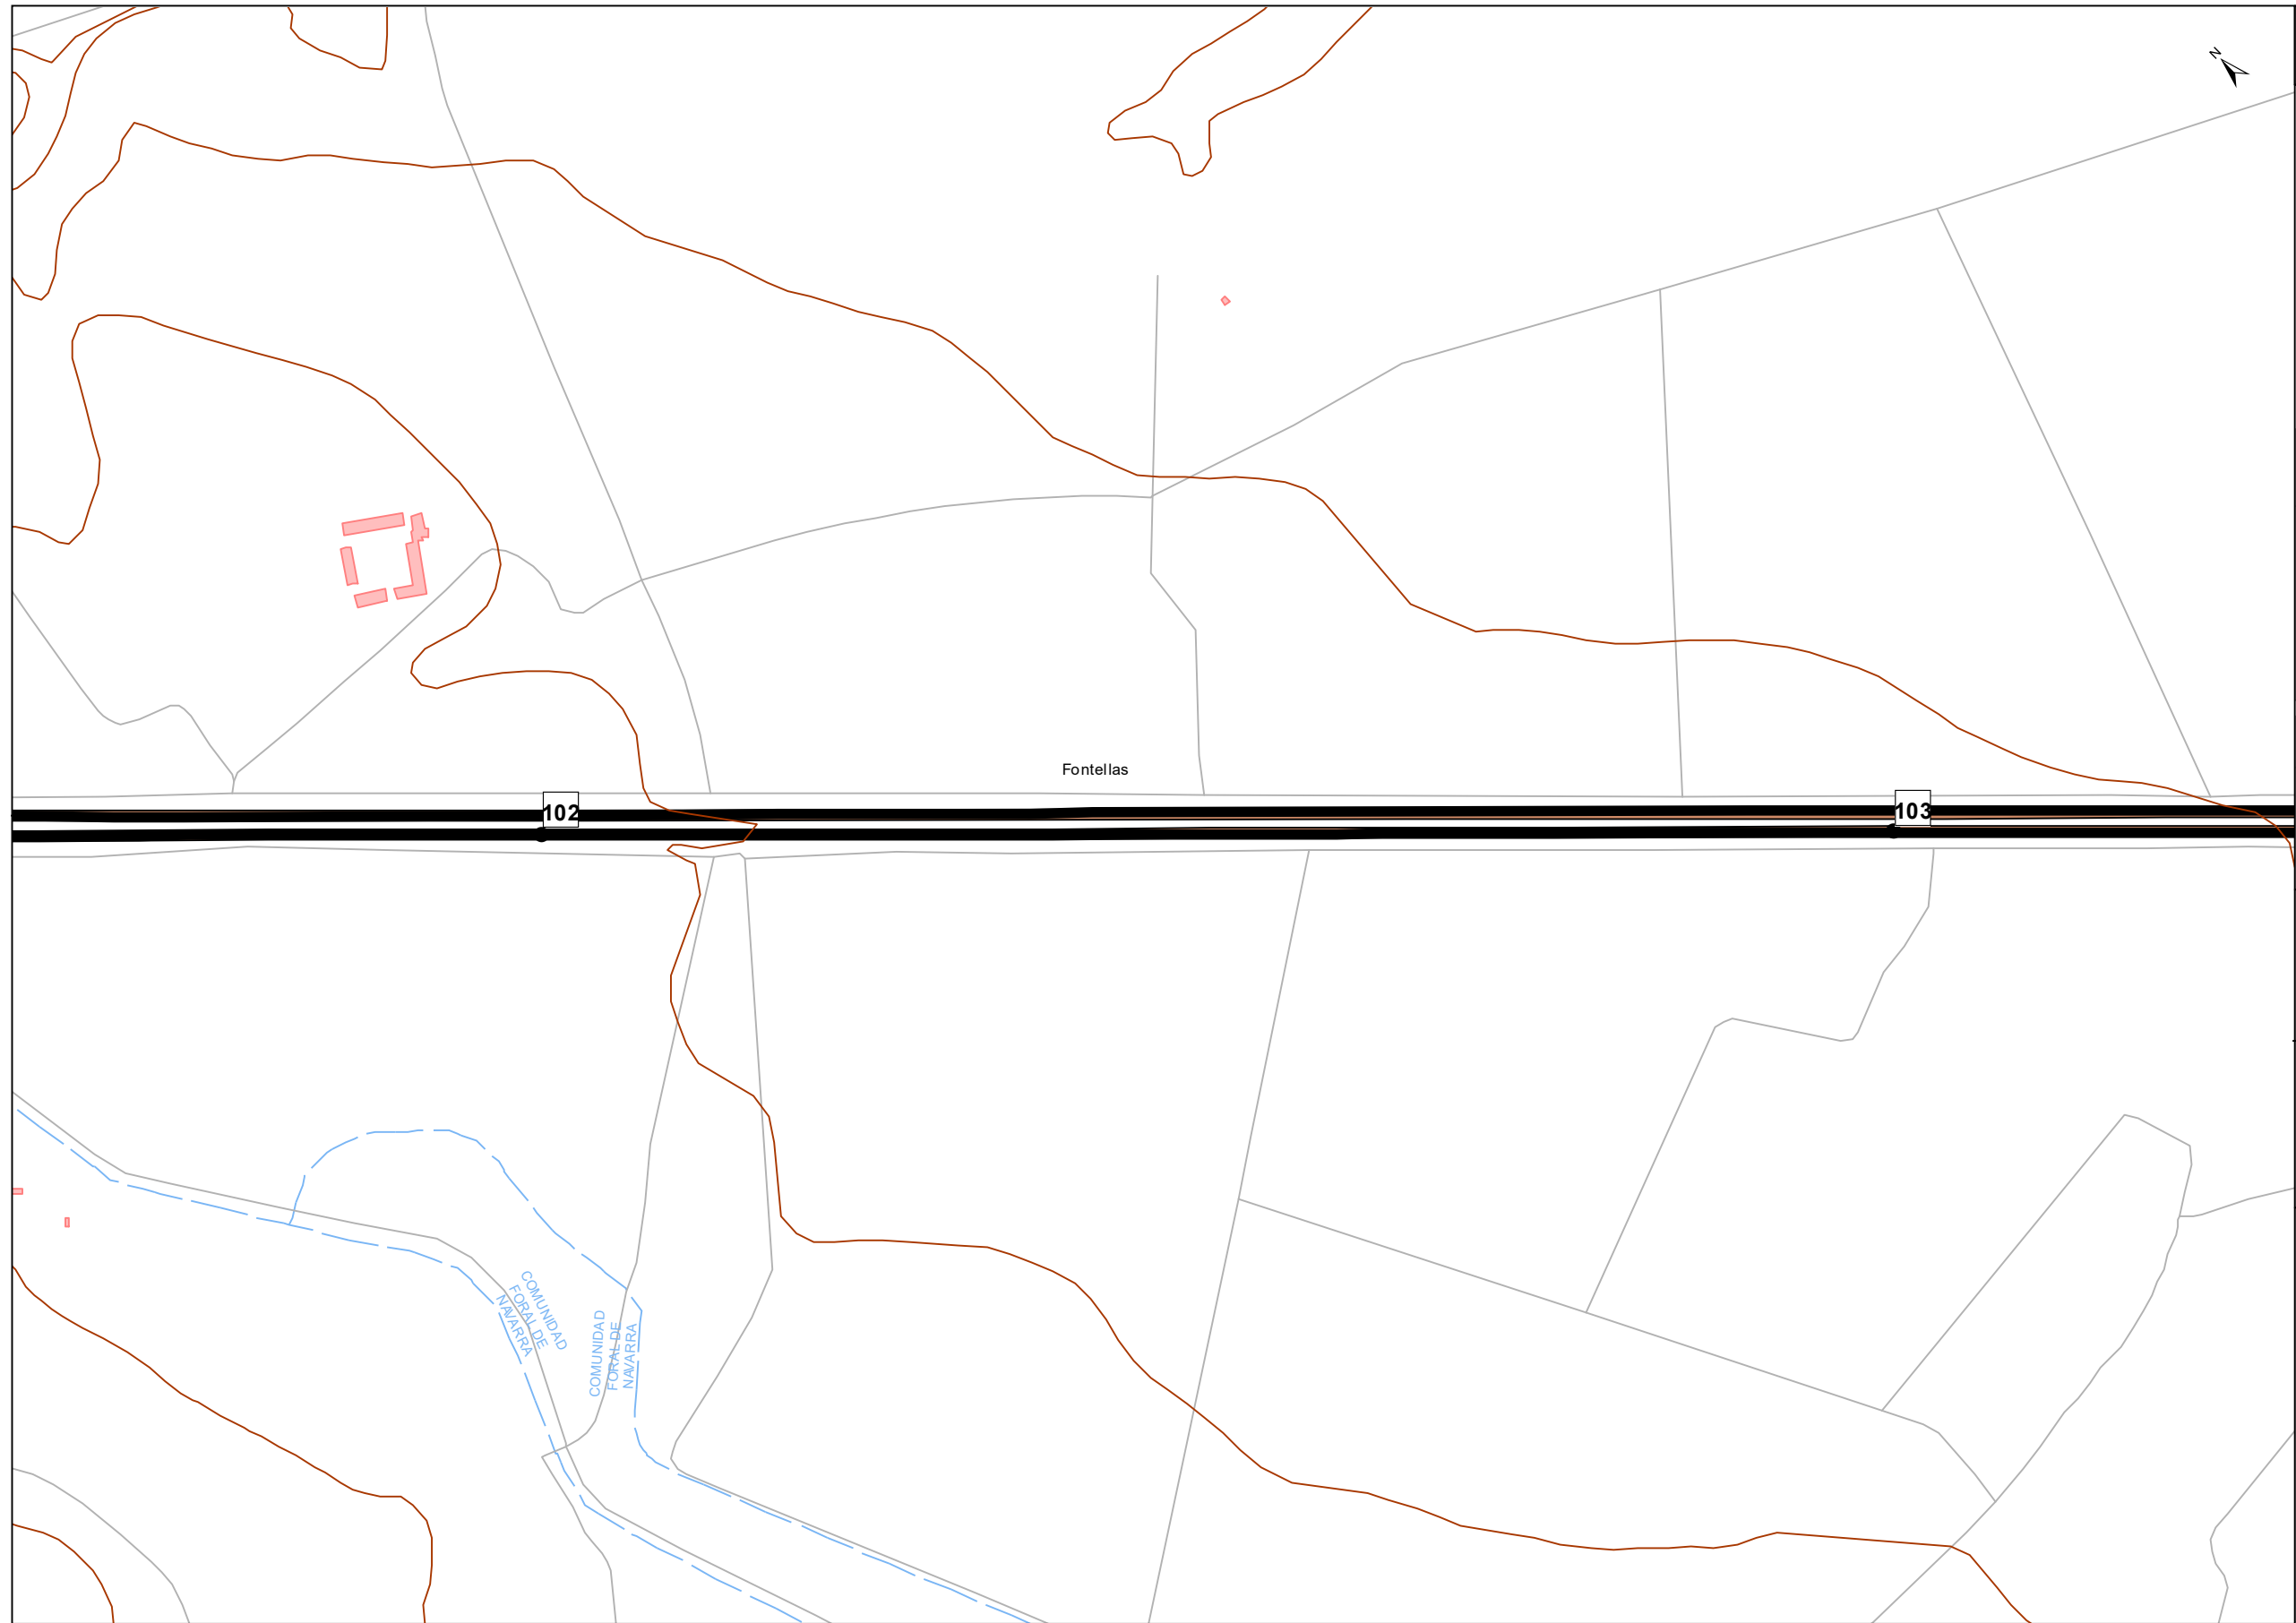 N
Fontellas
102
103
COMUNIDAD
FORAL DE
NAVARRA
COMUNIDAD
FORAL DE
NAVARRA